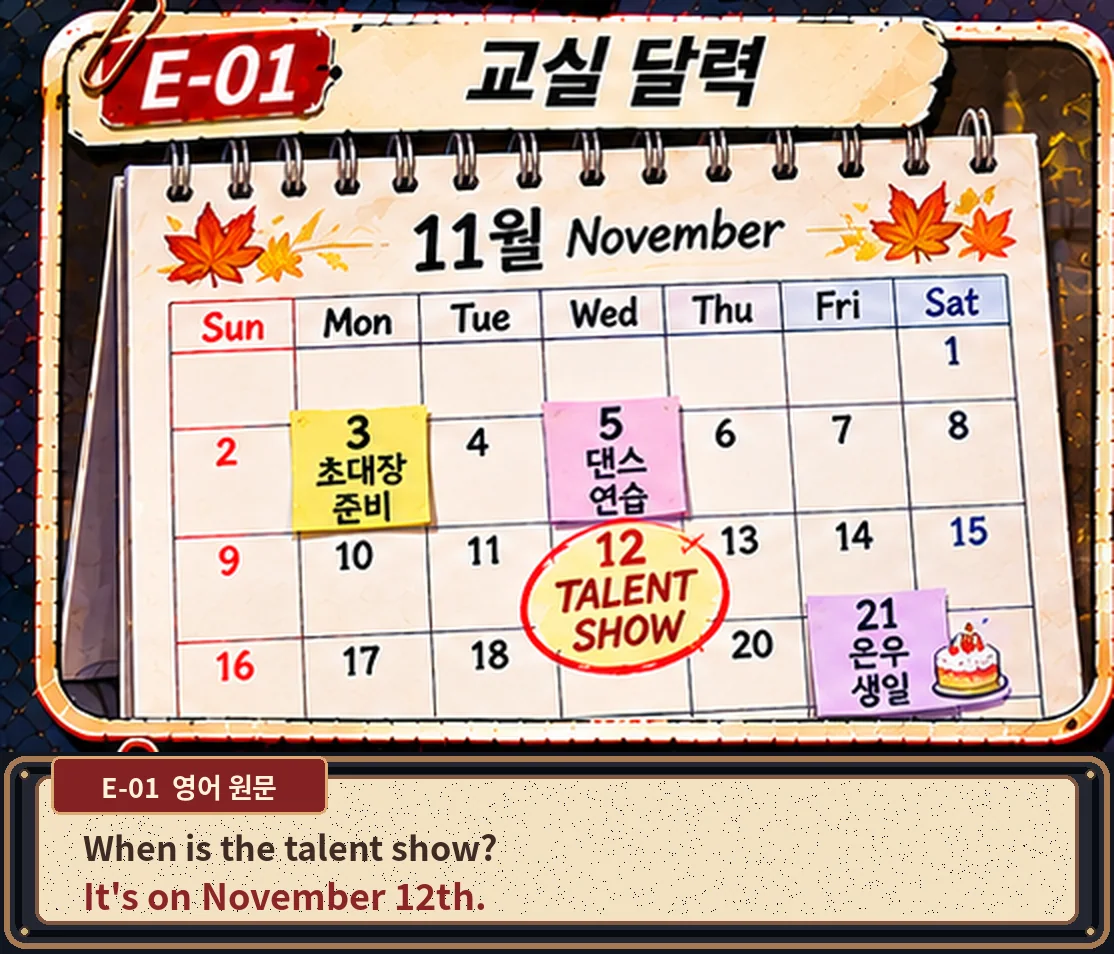 E-01
교실 달력
11월 November
Sun Mon Tue Wed Thu Fri Sat
1
2 3 4 5 6 7 8
초대장 댄스
준비 연습
9 10 11 12 13 14 15
TALENT
SHOW
16 17 18 20 21
온우
생일
E-01 영어 원문
When is the talent show?
It's on November 12th.